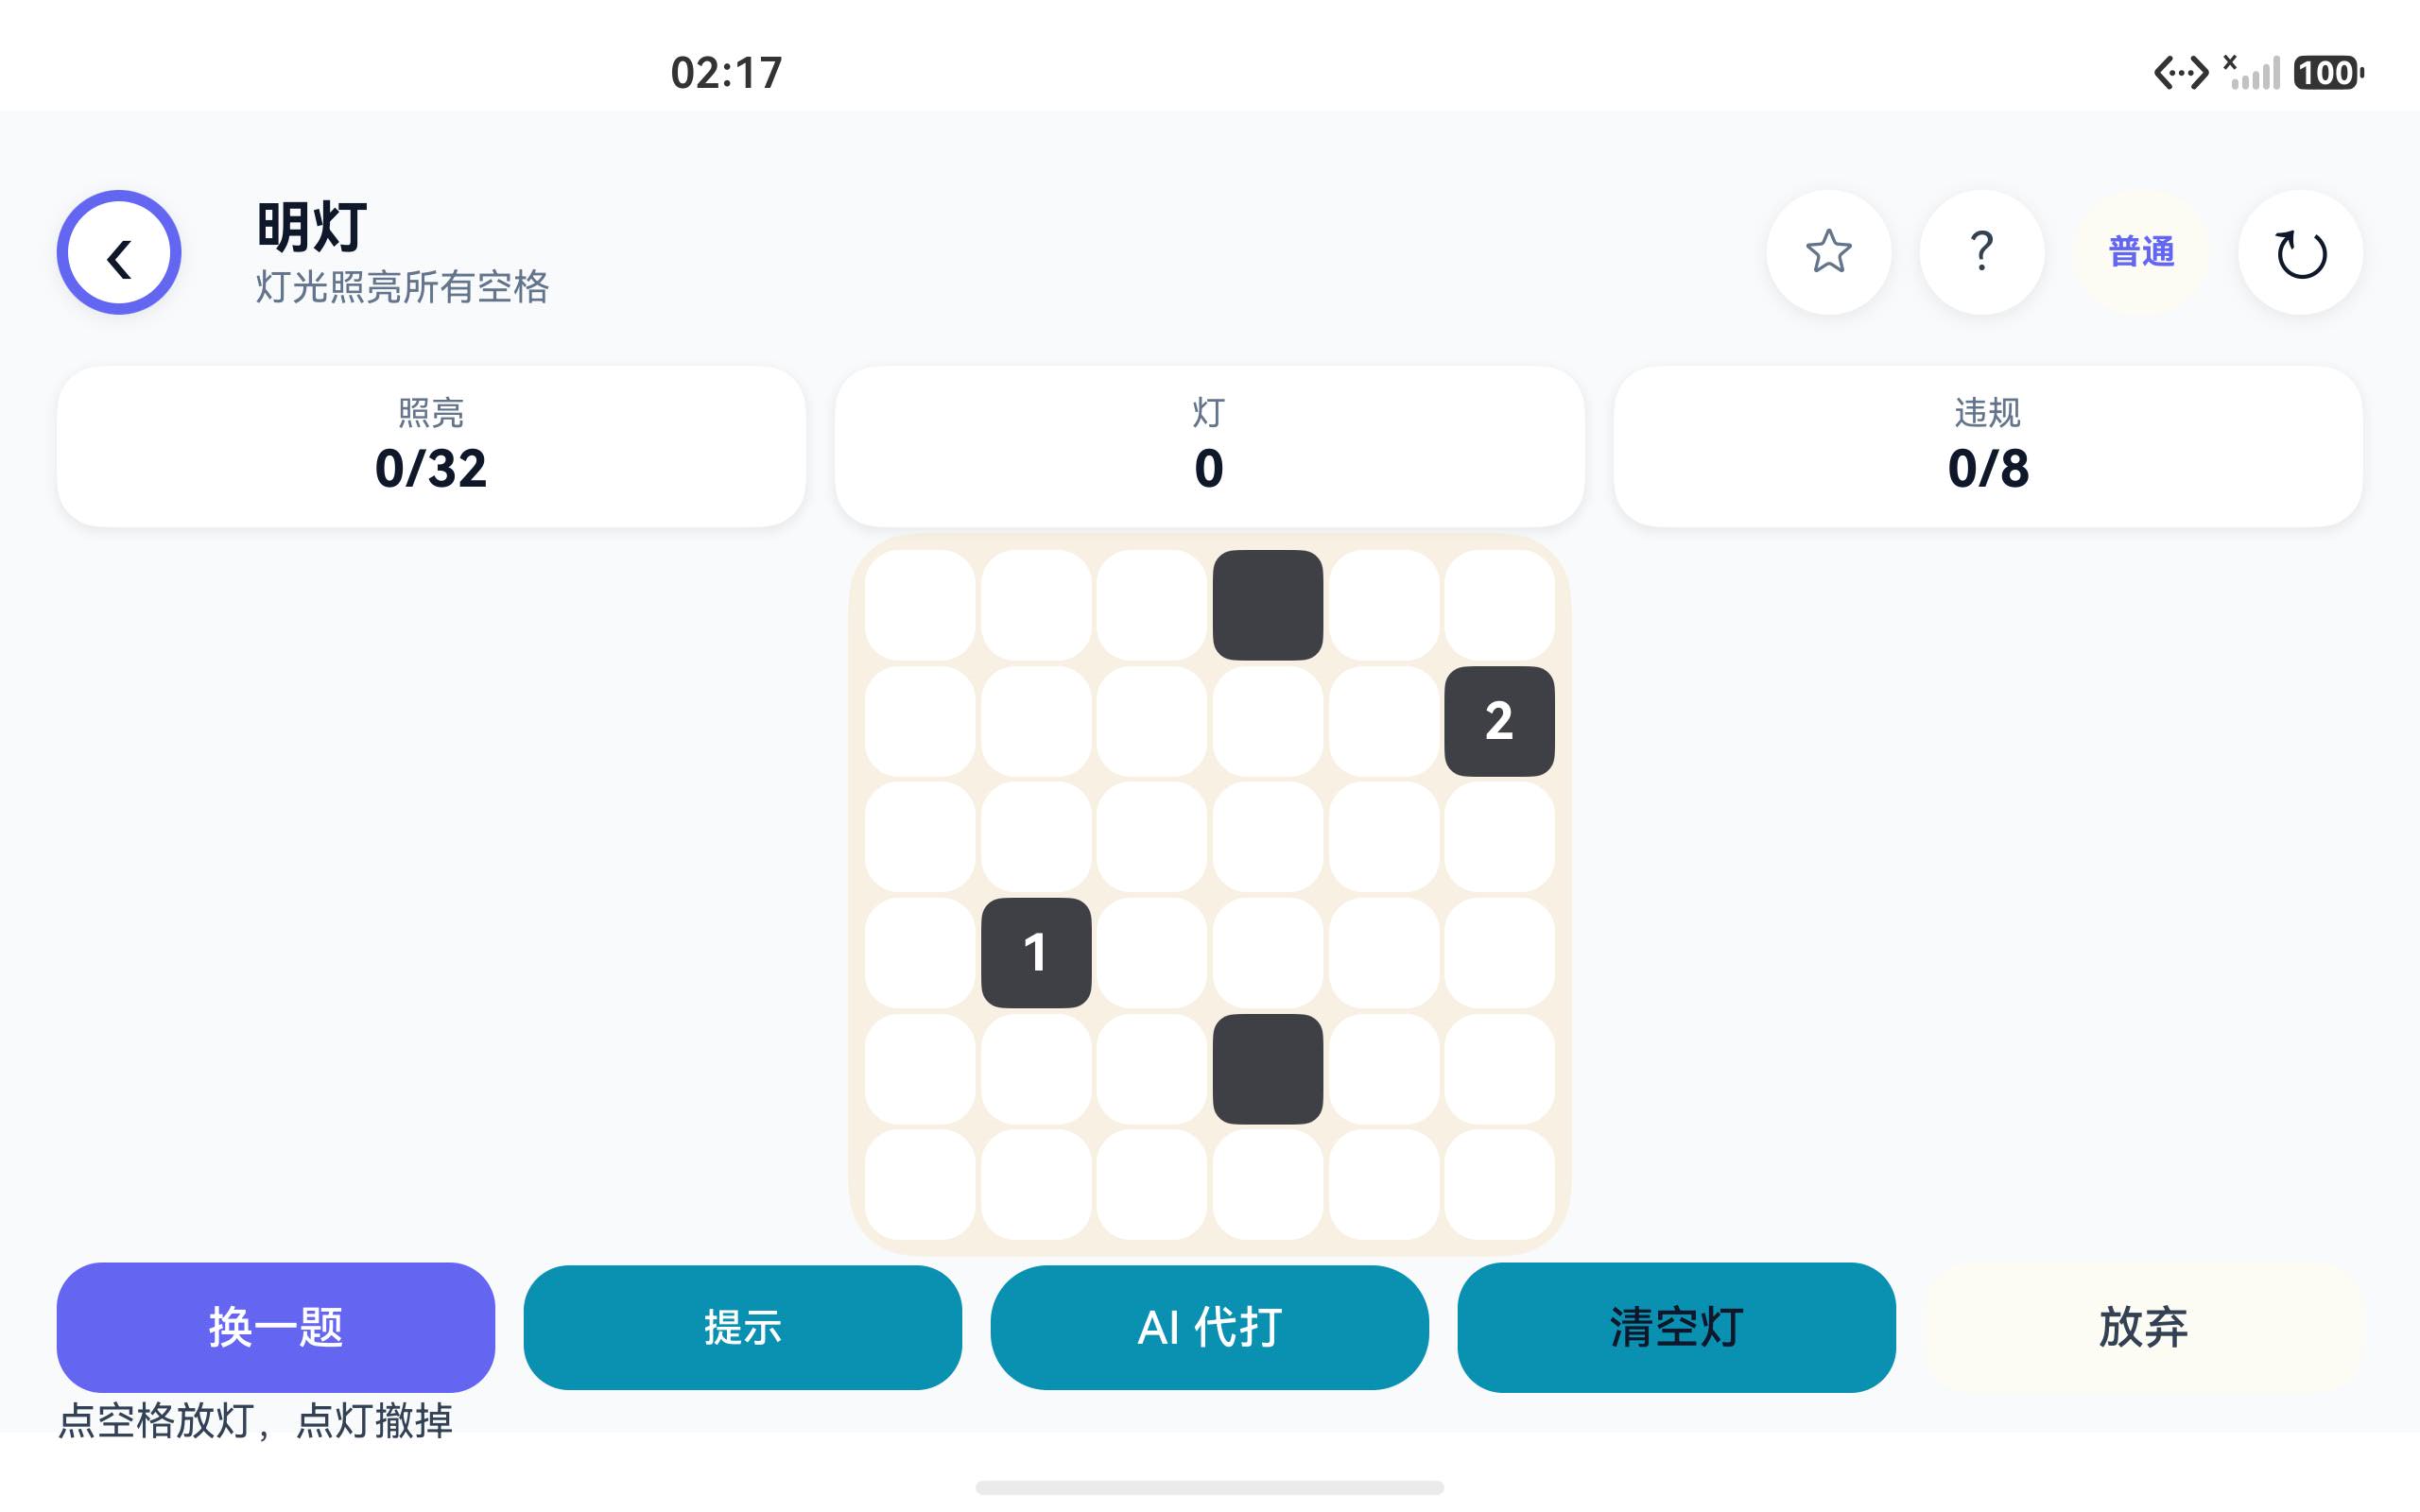 02:17
100
明灯
灯光照亮所有空格
?
普通
照亮
0/32
灯
0
违规
0/8
2
1
换一题
提示
AI 代打
清空灯
放弃
点空格放灯，点灯撤掉